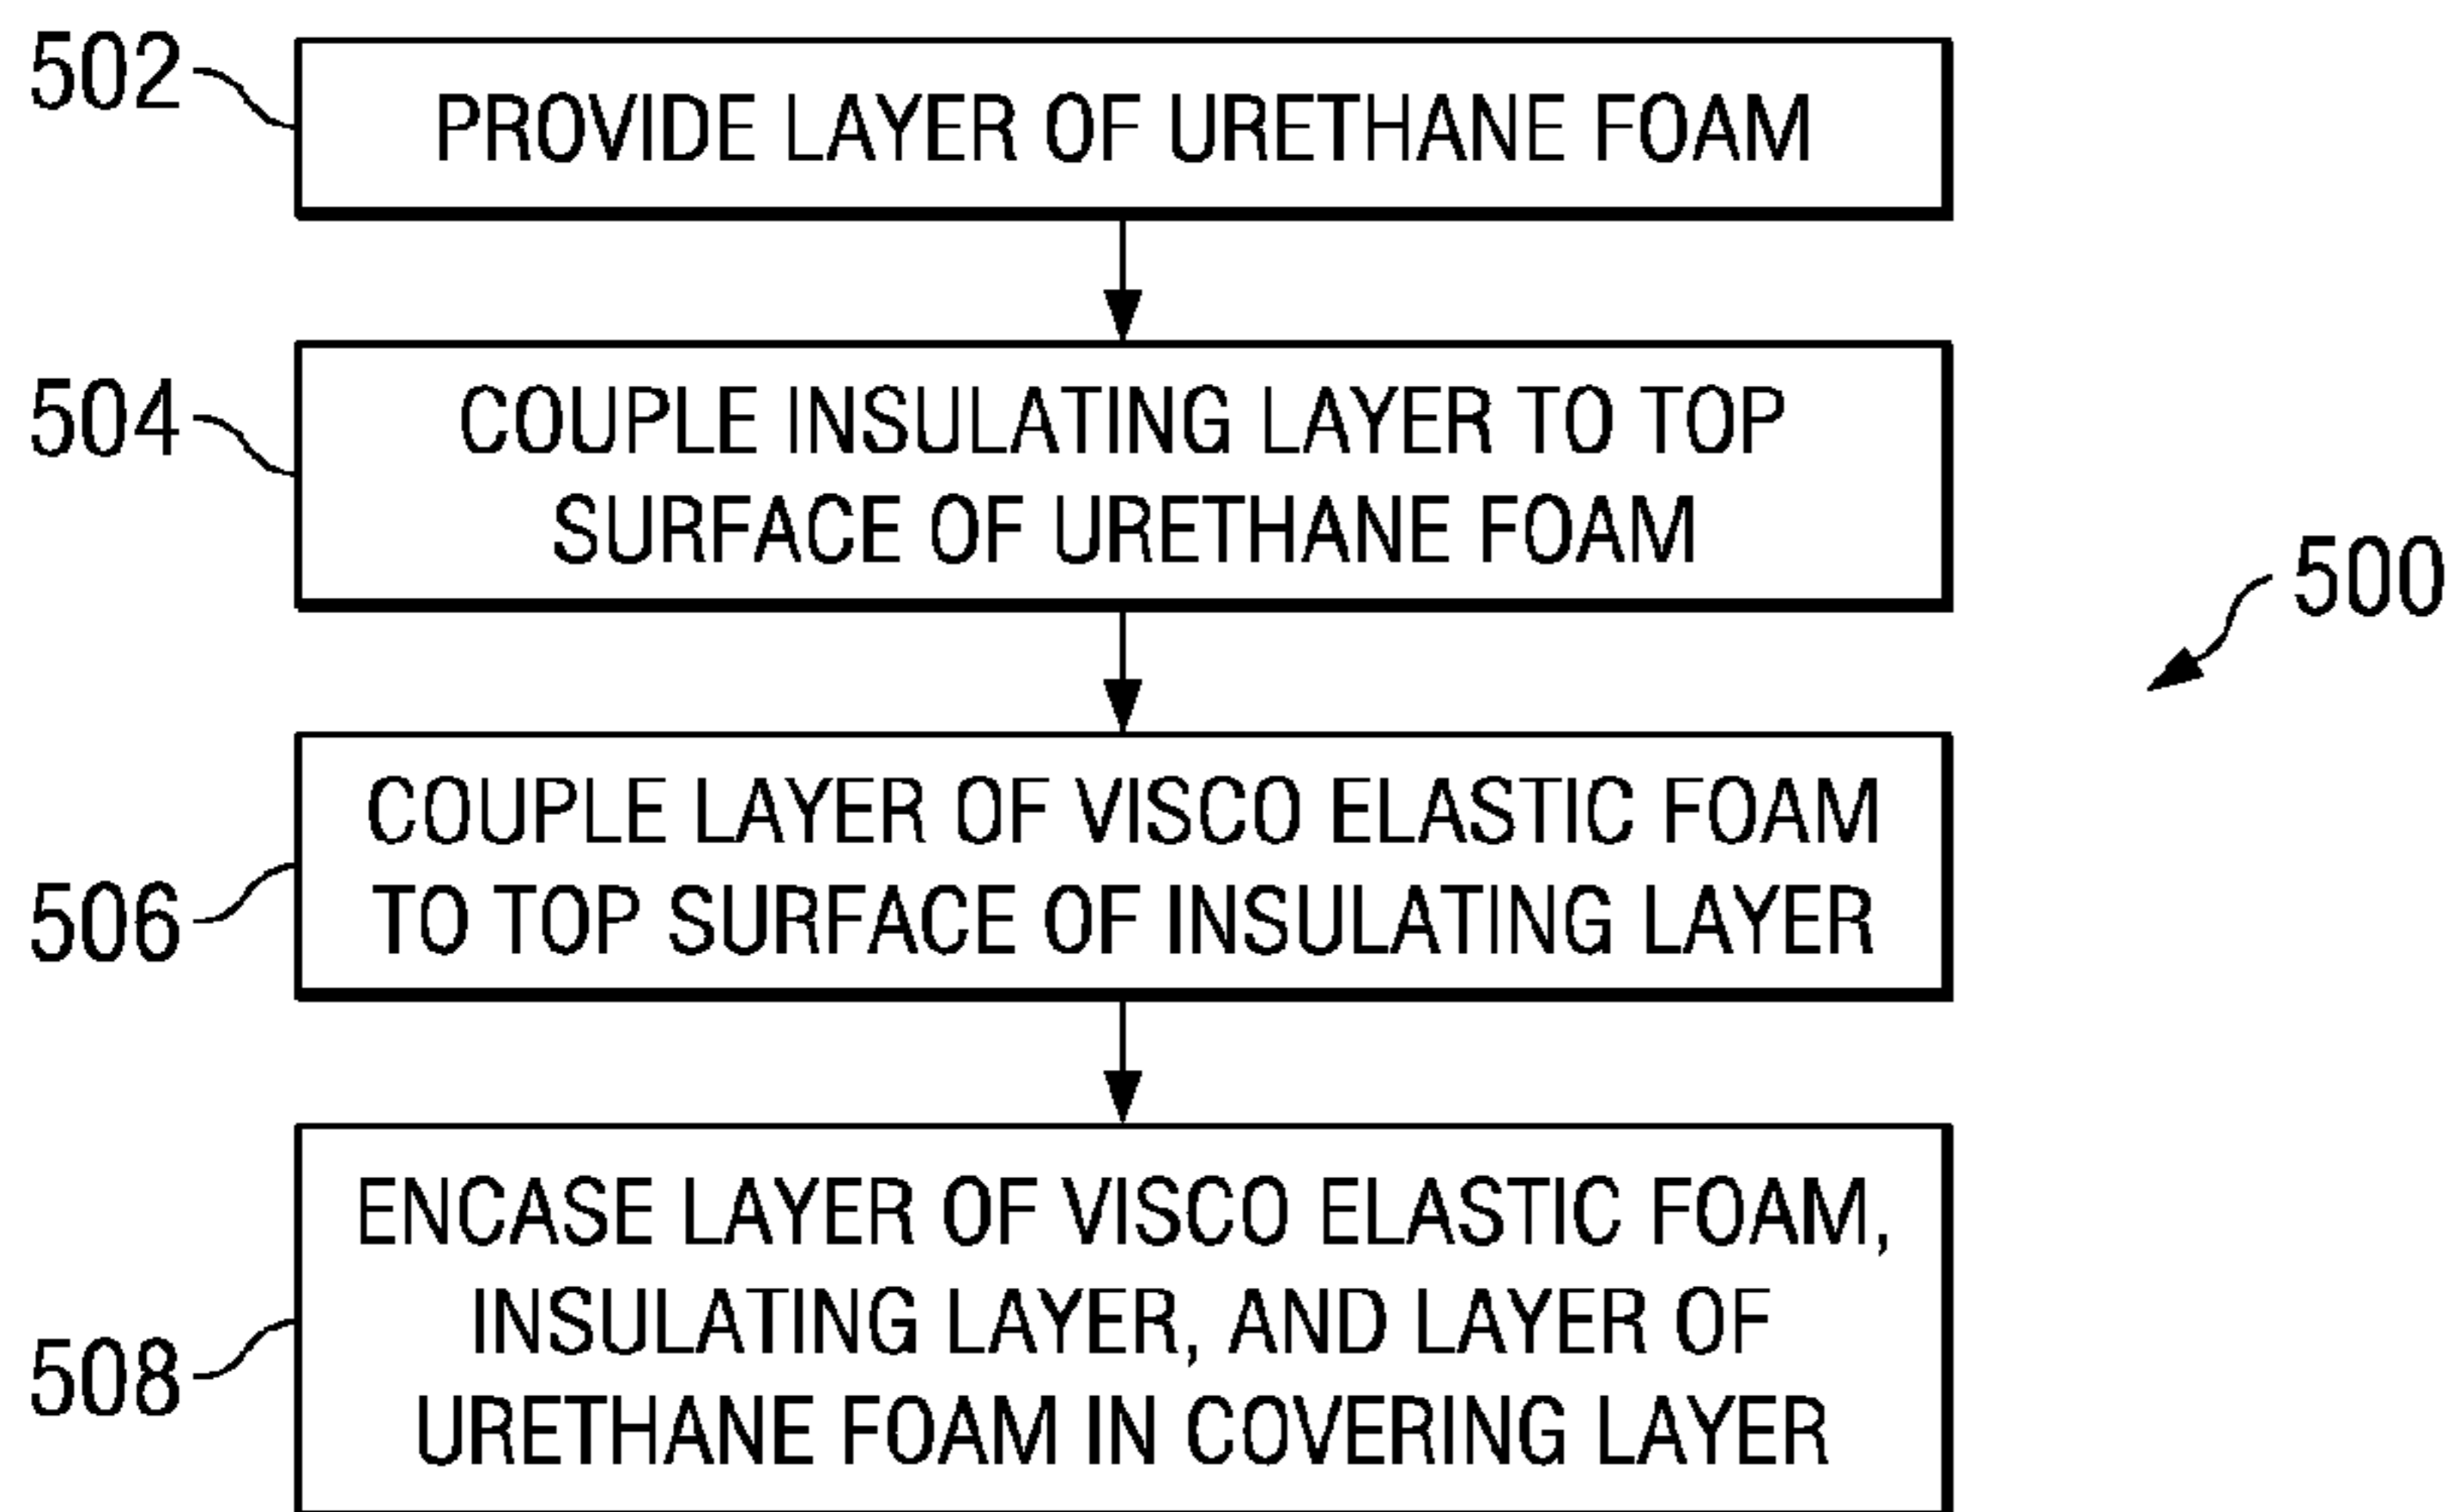 502
PROVIDE LAYER OF URETHANE FOAM
504
COUPLE INSULATING LAYER TO TOP
SURFACE OF URETHANE FOAM
500
506
COUPLE LAYER OF VISCO ELASTIC FOAM
TO TOP SURFACE OF INSULATING LAYER
508
ENCASE LAYER OF VISCO ELASTIC FOAM,
INSULATING LAYER, AND LAYER OF
URETHANE FOAM IN COVERING LAYER